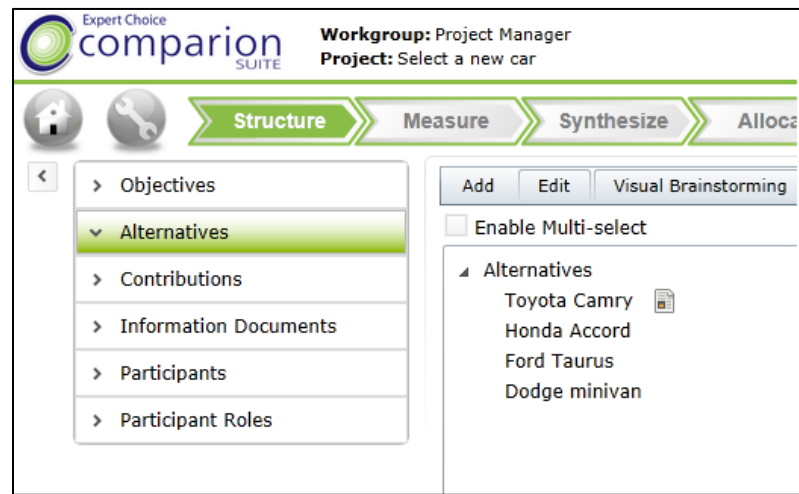 Expert Choice
comparion
SUITE
Workgroup: Project Manager
Project: Select a new car
Structure
Measure
Synthesize
Alloca
Objectives
Alternatives
Contributions
Information Documents
Participants
Participant Roles
Add
Edit
Visual Brainstorming
Enable Multi-select
Alternatives
Toyota Camry
Honda Accord
Ford Taurus
Dodge minivan